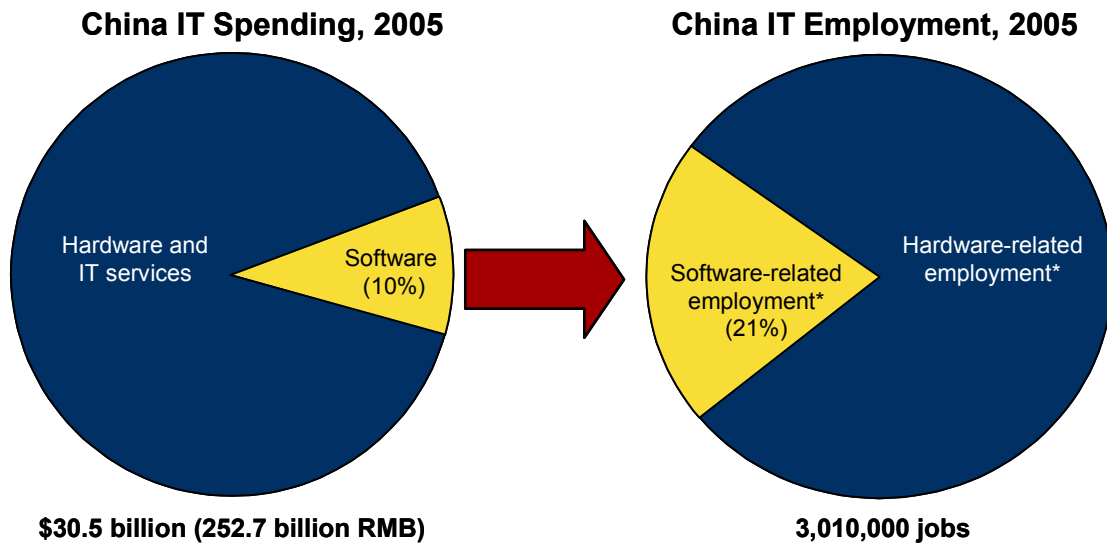 China IT Spending, 2005
Hardware and
IT services
Software
(10%)
$30.5 billion (252.7 billion RMB)
China IT Employment, 2005
Software-related
employment*
(21%)
Hardware-related
employment*
3,010,000 jobs